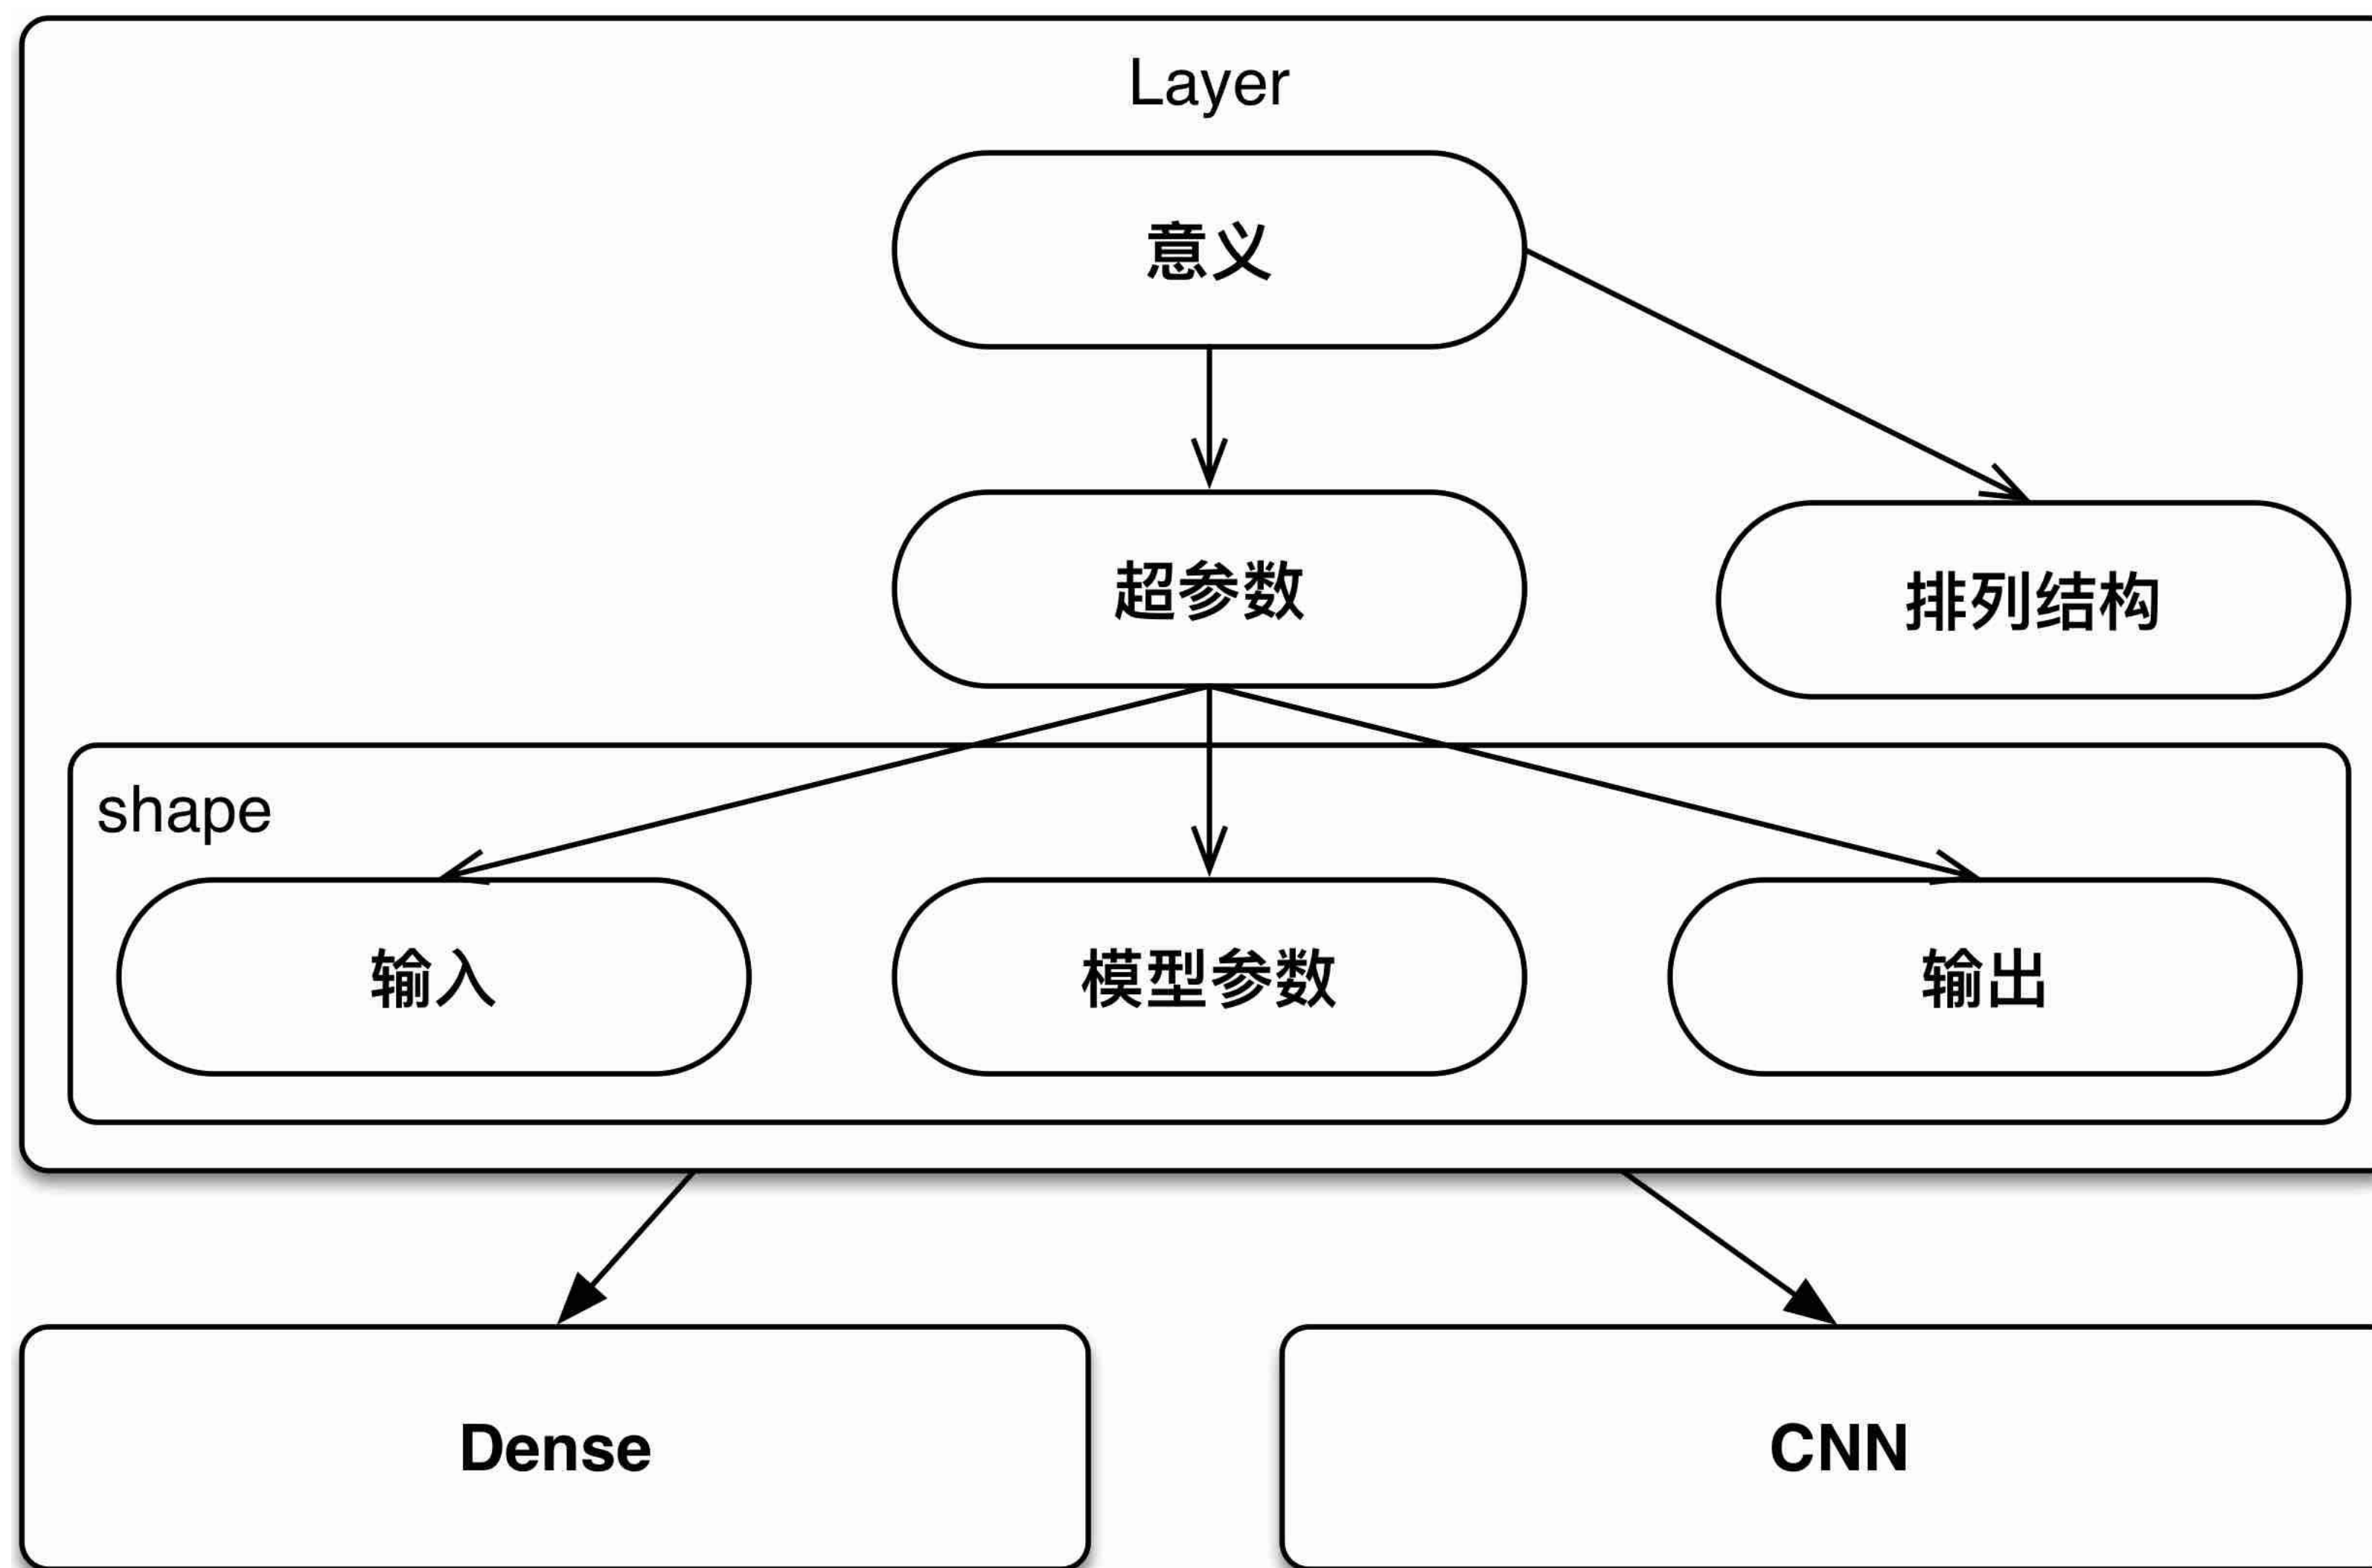 Layer
意义
超参数
排列结构
shape
输入
模型参数
输出
Dense
CNN